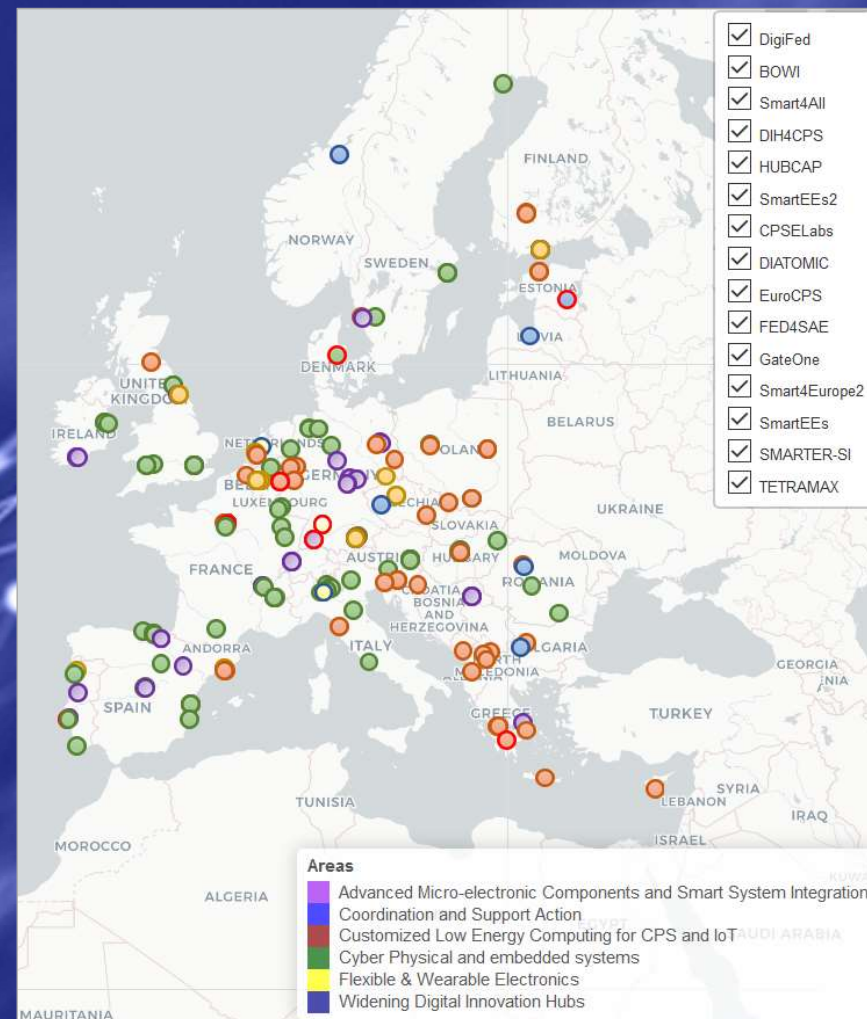 DigiFed
BOWI
Smart4All
DIH4CPS
HUBCAP
SmartEEs2
CPSELabs
DIATOMIC
EuroCPS
FED4SAE
GateOne
Smart4Europe2
SmartEEs
SMARTER-SI
TETRAMAX
FINLAND
NORWAY
SWEDEN
ESTONIA
DENMARK
LITHUANIA
UNITED
KINGDOM
IRELAND
BELARUS
LUXEMBOURG
UKRAINE
SLOVAKIA
MOLDOVA
FRANCE
ROMANIA
BOSNIA
AND
HERZEGOVINA
ANDORRA
ITALY
MACEDONIA
GEORGIA
SPAIN
GREECE
TURKEY
SYRIA
LEBANON
IRAQ
TUNISIA
ISRAEL
MOROCCO
ALGERIA
SAUDI ARABIA
MAURITANIA
Areas
Advanced Micro-electronic Components and Smart System Integration
Coordination and Support Action
Customized Low Energy Computing for CPS and IoT
Cyber Physical and embedded systems
Flexible & Wearable Electronics
Widening Digital Innovation Hubs